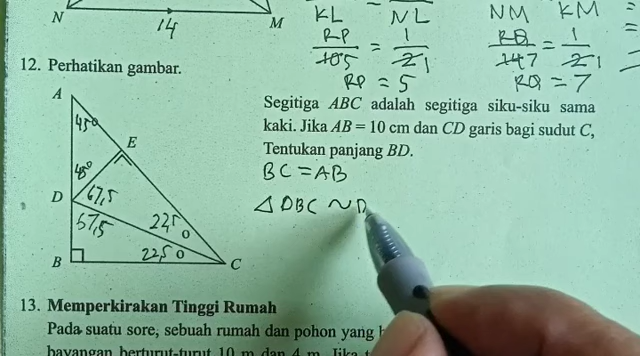 N 14 M
KL NL NM KM =
RP/105 = 1/21 RQ/147 = 1/21
RP = 5 RQ = 7
12. Perhatikan gambar.
A
45°
E
45°
D 67,5
67,5 22,5°
22,5°
B C
Segitiga ABC adalah segitiga siku-siku sama
kaki. Jika AB = 10 cm dan CD garis bagi sudut C,
Tentukan panjang BD.
BC = AB
△ DBC ~ D
13. Memperkirakan Tinggi Rumah
Pada suatu sore, sebuah rumah dan pohon yang
bayangan berturut-turut 10 m dan 4 m. Jika